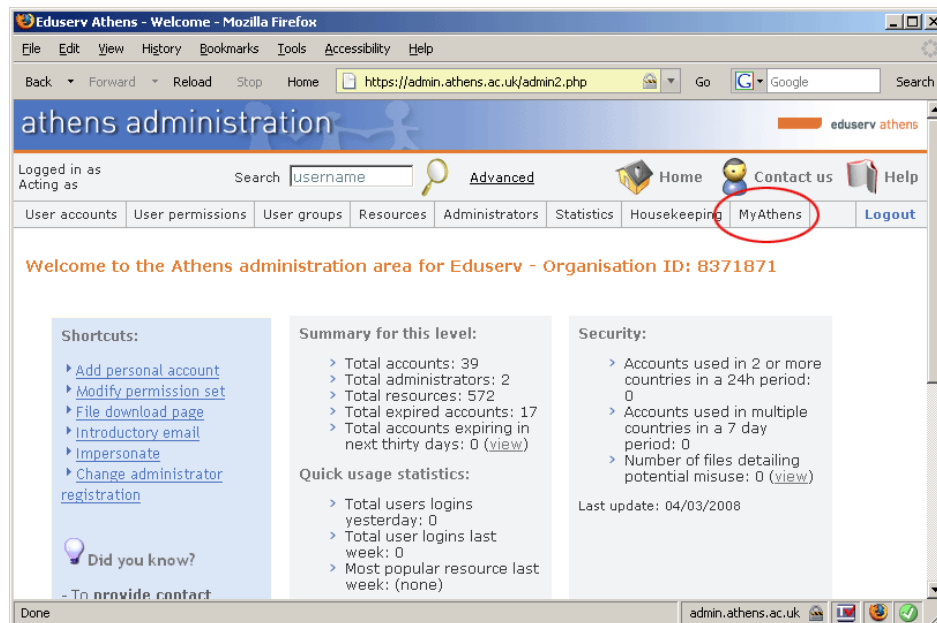 Eduserv Athens - Welcome - Mozilla Firefox
File Edit View History Bookmarks Tools Accessibility Help
Back Forward Reload Stop Home https://admin.athens.ac.uk/admin2.php Go G Google Search
athens administration
eduserv athens
Logged in as
Acting as
Search username Advanced Home Contact us Help
User accounts User permissions User groups Resources Administrators Statistics Housekeeping MyAthens Logout
Welcome to the Athens administration area for Eduserv - Organisation ID: 8371871
Shortcuts:
Add personal account
Modify permission set
File download page
Introductory email
Impersonate
Change administrator
registration
Did you know?
- To provide contact
Summary for this level:
Total accounts: 39
Total administrators: 2
Total resources: 572
Total expired accounts: 17
Total accounts expiring in
next thirty days: 0 (view)
Quick usage statistics:
Total users logins
yesterday: 0
Total user logins last
week: 0
Most popular resource last
week: (none)
Security:
Accounts used in 2 or more
countries in a 24h period:
0
Accounts used in multiple
countries in a 7 day
period: 0
Number of files detailing
potential misuse: 0 (view)
Last update: 04/03/2008
Done
admin.athens.ac.uk